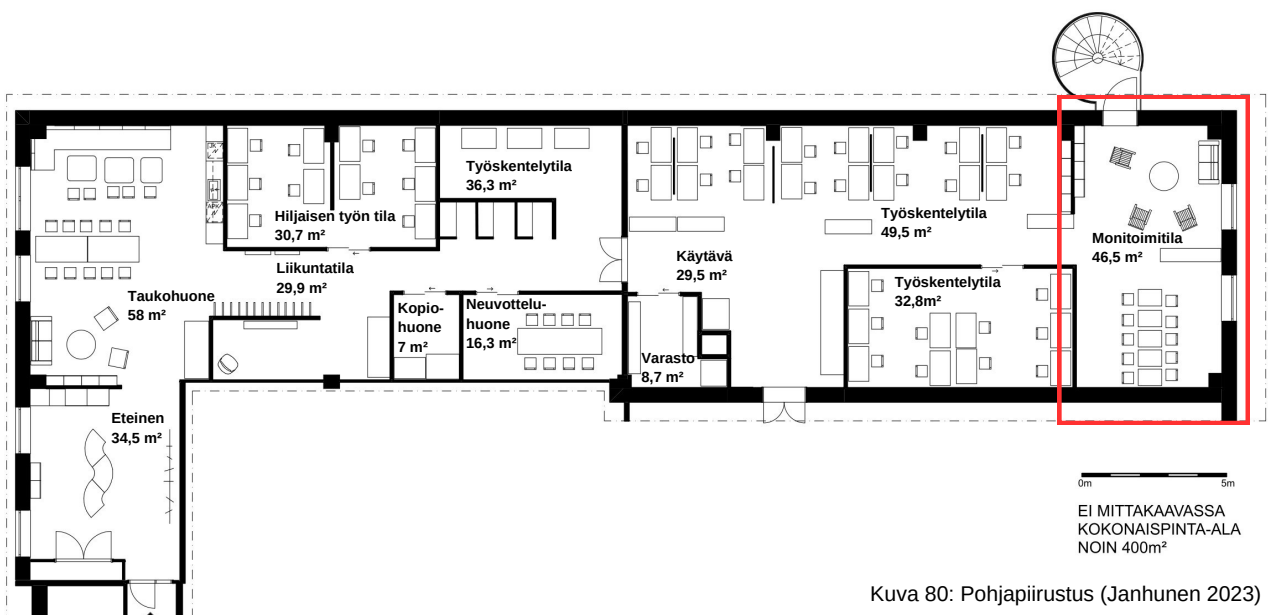 Työskentelytila
36,3 m²
Hiljaisen työn tila
30,7 m²
Liikuntatila
29,9 m²
Taukohuone
58 m²
Kopio-
huone
7 m²
Neuvottelu-
huone
16,3 m²
Eteinen
34,5 m²
Käytävä
29,5 m²
Varasto
8,7 m²
Työskentelytila
49,5 m²
Työskentelytila
32,8m²
Monitoimitila
46,5 m²
JK
APK
0m
5m
EI MITTAKAAVASSA
KOKONAISPINTA-ALA
NOIN 400m²
Kuva 80: Pohjapiirustus (Janhunen 2023)